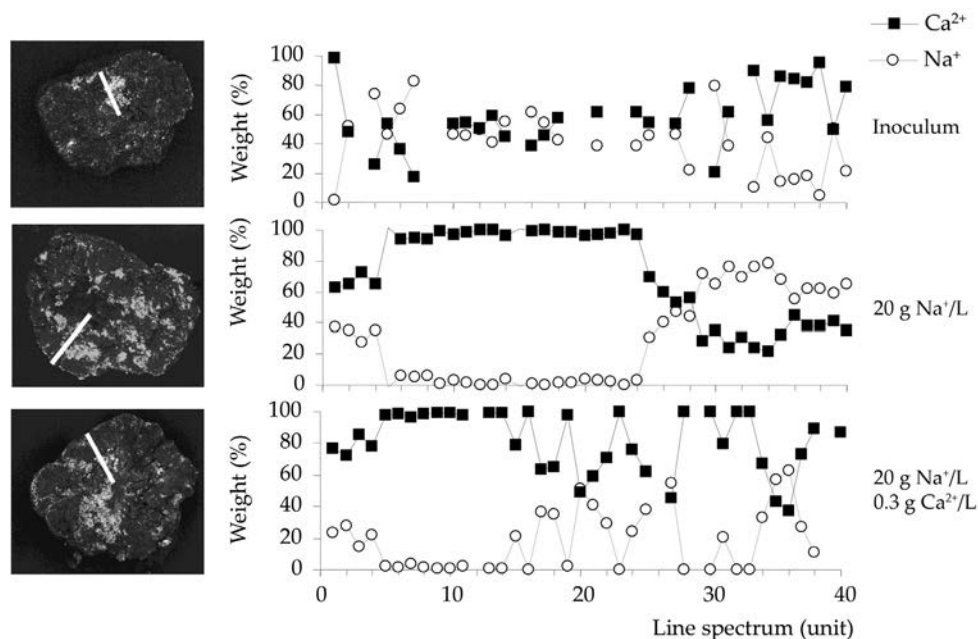 Ca²⁺
Na⁺
Weight (%)
100
80
60
40
20
0
Inoculum
Weight (%)
100
80
60
40
20
0
20 g Na⁺/L
Weight (%)
100
80
60
40
20
0
20 g Na⁺/L
0.3 g Ca²⁺/L
0 10 20 30 40
Line spectrum (unit)